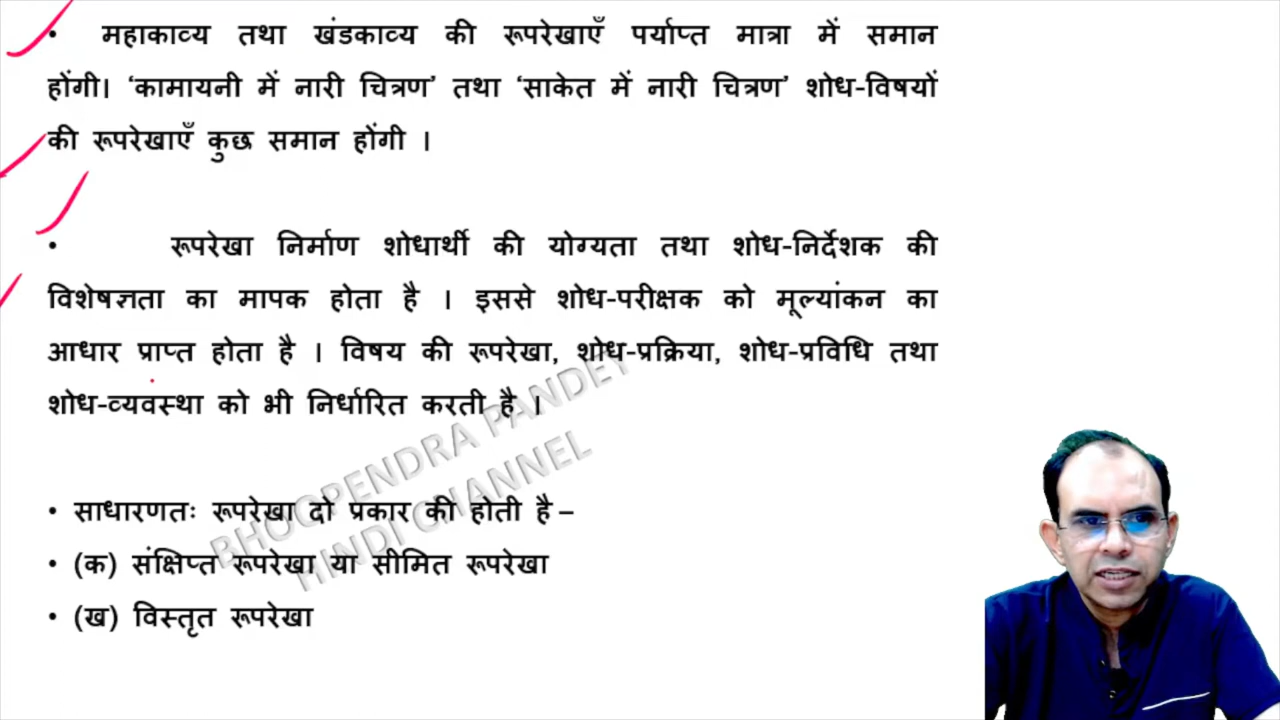 • महाकाव्य तथा खंडकाव्य की रूपरेखाएँ पर्याप्त मात्रा में समान
होंगी। ‘कामायनी में नारी चित्रण’ तथा ‘साकेत में नारी चित्रण’ शोध-विषयों
की रूपरेखाएँ कुछ समान होंगी ।
• रूपरेखा निर्माण शोधार्थी की योग्यता तथा शोध-निर्देशक की
विशेषज्ञता का मापक होता है । इससे शोध-परीक्षक को मूल्यांकन का
आधार प्राप्त होता है । विषय की रूपरेखा, शोध-प्रक्रिया, शोध-प्रविधि तथा
शोध-व्यवस्था को भी निर्धारित करती है ।
• साधारणतः रूपरेखा दो प्रकार की होती है –
• (क) संक्षिप्त रूपरेखा या सीमित रूपरेखा
• (ख) विस्तृत रूपरेखा
BHOOPENDRA PANDEY
HINDI CHANNEL